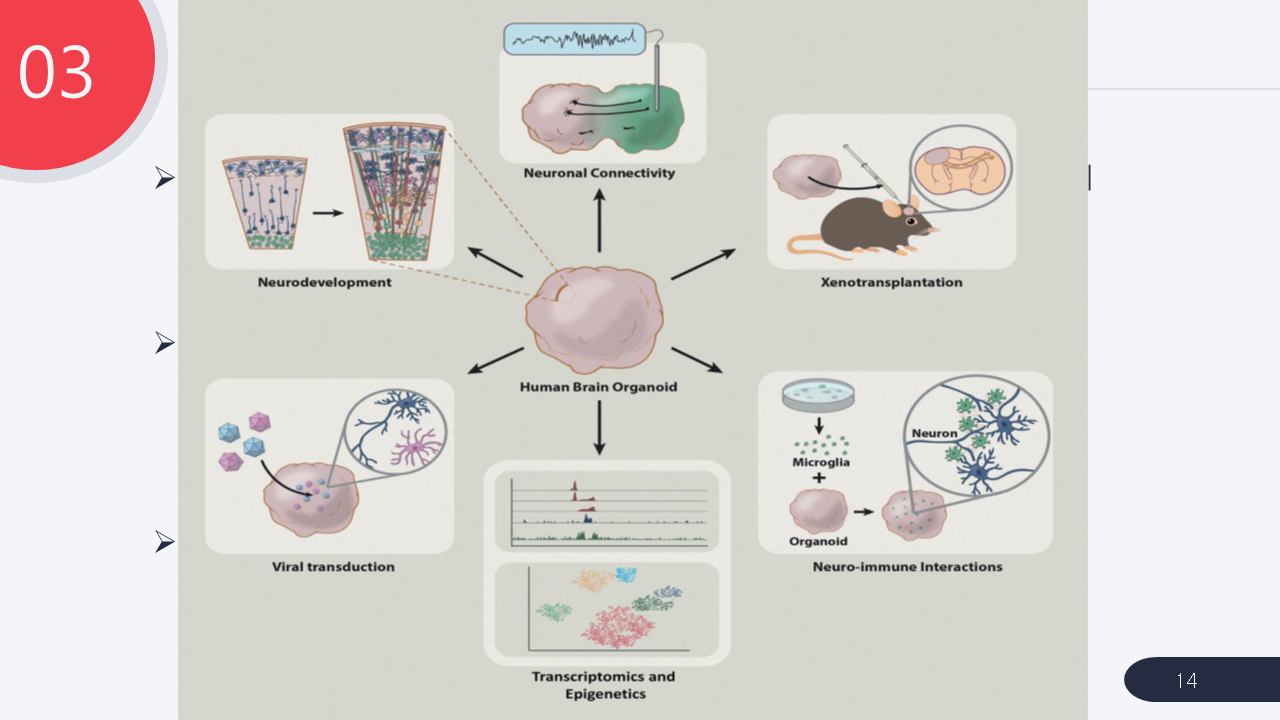 03
Neuronal Connectivity
Neurodevelopment
Xenotransplantation
Human Brain Organoid
Neuron
Microglia
+
Organoid
Viral transduction
Neuro-immune Interactions
Transcriptomics and
Epigenetics
14